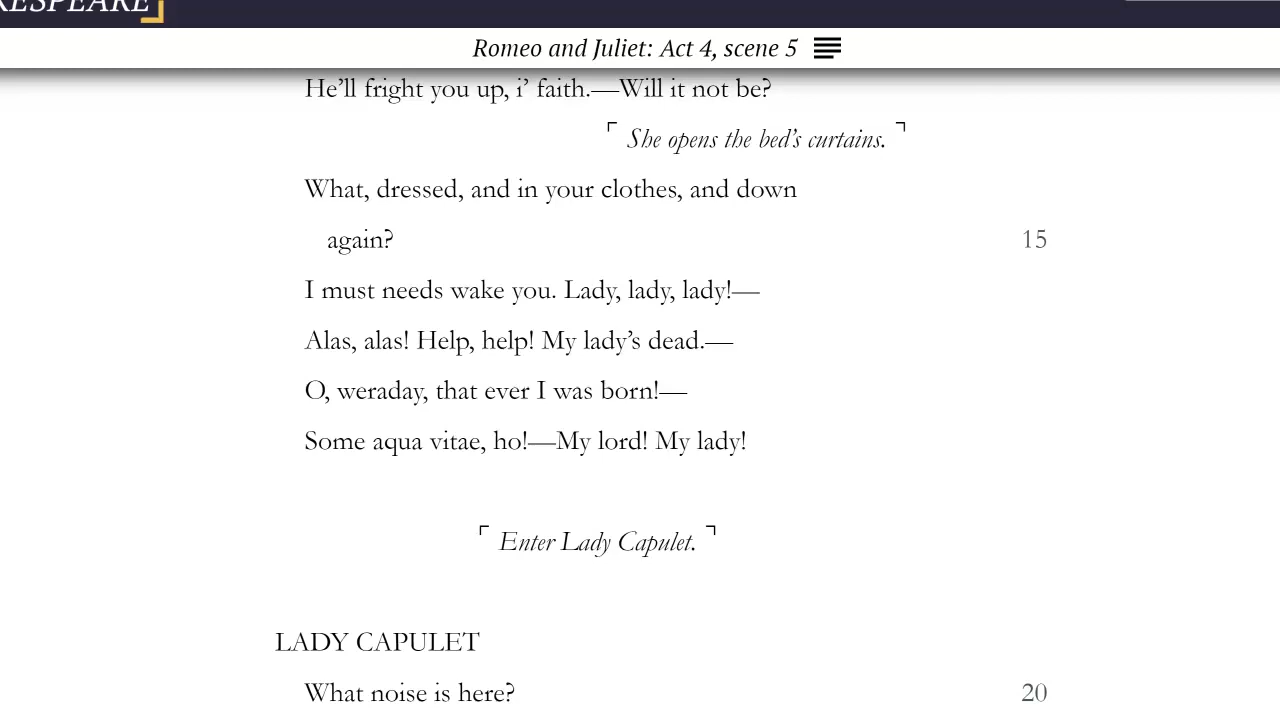 Romeo and Juliet: Act 4, scene 5
He’ll fright you up, i’ faith.—Will it not be?
⌜She opens the bed’s curtains.⌝
What, dressed, and in your clothes, and down
again? 15
I must needs wake you. Lady, lady, lady!—
Alas, alas! Help, help! My lady’s dead.—
O, weraday, that ever I was born!—
Some aqua vitae, ho!—My lord! My lady!
⌜Enter Lady Capulet.⌝
LADY CAPULET
What noise is here? 20